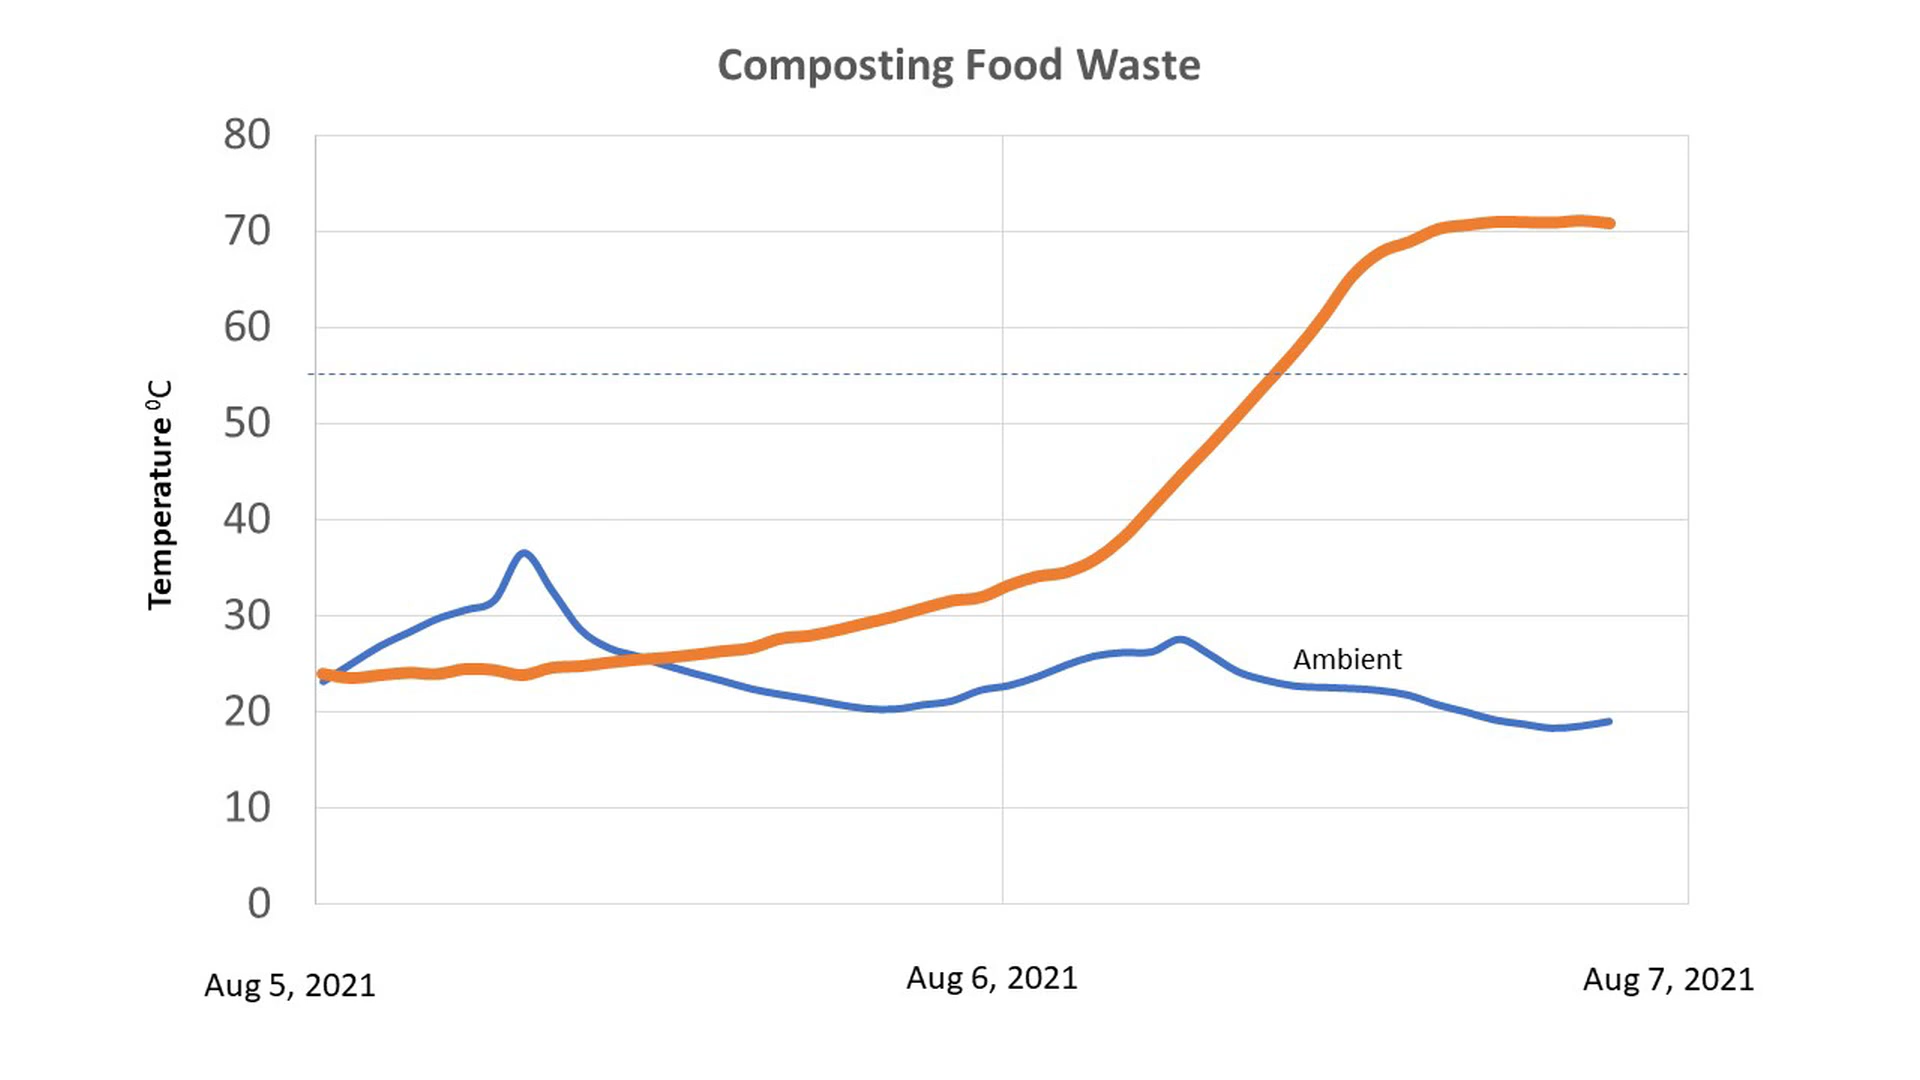 Composting Food Waste
80
70
60
50
40
30
20
10
0
Temperature ⁰C
Ambient
Aug 5, 2021
Aug 6, 2021
Aug 7, 2021